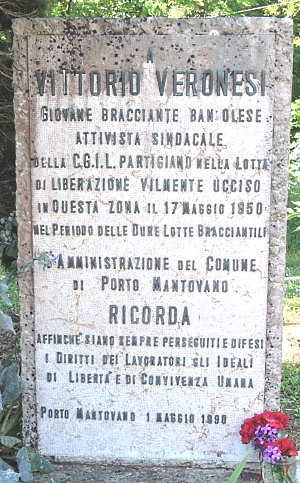 A
VITTORIO VERONESI
GIOVANE BRACCIANTE BAN OLESE
ATTIVISTA SINDACALE
DELLA C.G.I.L. PARTIGIANO NELLA LOTTA
DI LIBERAZIONE VILMENTE UCCISO
IN QUESTA ZONA IL 17 MAGGIO 1950
NEL PERIODO DELLE DURE LOTTE BRACCIANTILI
L'AMMINISTRAZIONE DEL COMUNE
DI PORTO MANTOVANO
RICORDA
AFFINCHÈ SIANO SEMPRE PERSEGUITI E DIFESI
I DIRITTI DEI LAVORATORI GLI IDEALI
DI LIBERTÀ E DI CONVIVENZA UMANA
PORTO MANTOVANO 1 MAGGIO 1990